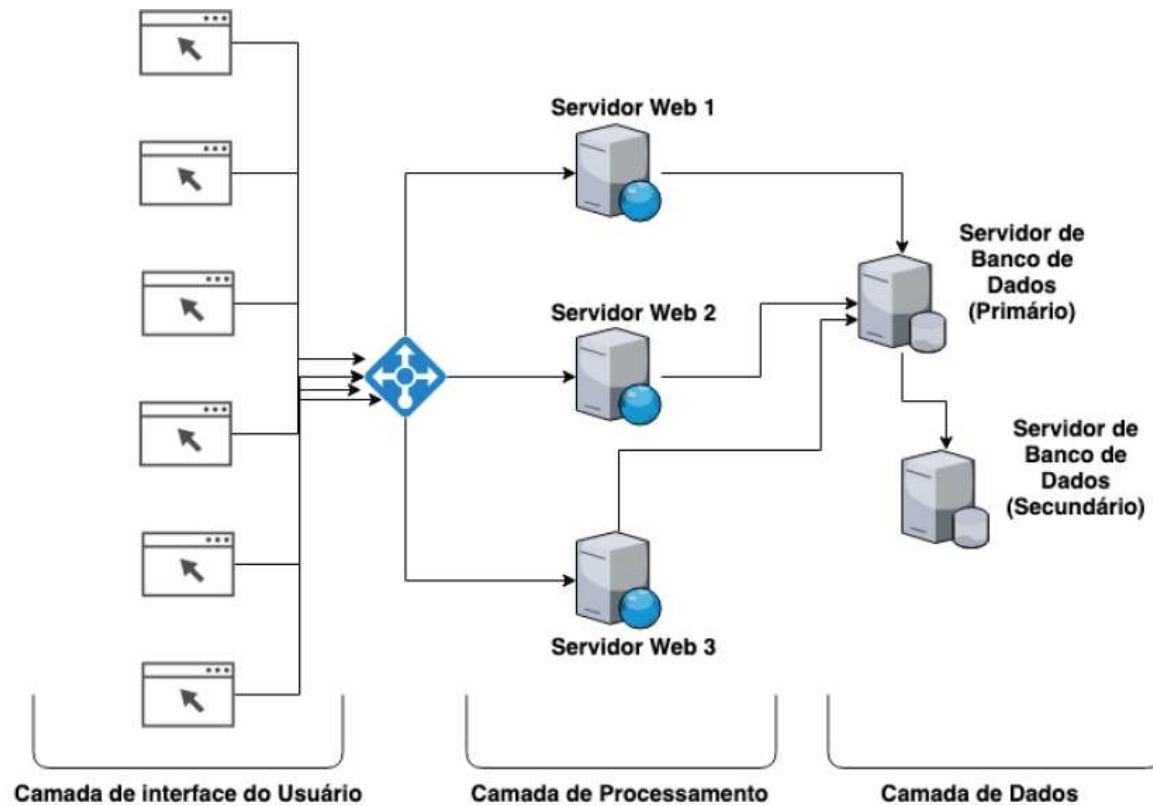 Servidor Web 1
Servidor de
Banco de
Dados
(Primário)
Servidor Web 2
Servidor de
Banco de
Dados
(Secundário)
Servidor Web 3
Camada de interface do Usuário
Camada de Processamento
Camada de Dados